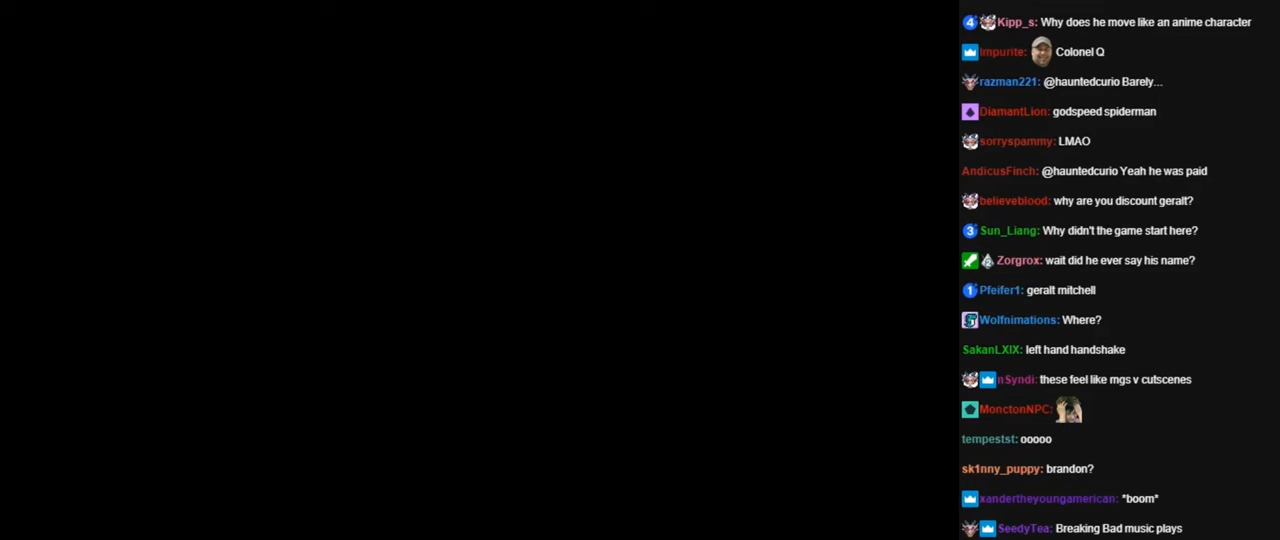 Kipp_s: Why does he move like an anime character
Impurite: Colonel Q
razman221: @hauntedcurio Barely...
DiamantLion: godspeed spiderman
sorryspammy: LMAO
AndicusFinch: @hauntedcurio Yeah he was paid
believeblood: why are you discount geralt?
Sun_Liang: Why didn't the game start here?
Zorgrox: wait did he ever say his name?
Pfeifer1: geralt mitchell
Wolfnimations: Where?
SakanLXIX: left hand handshake
nSyndi: these feel like mgs v cutscenes
MonctonNPC:
tempestst: ooooo
sk1nny_puppy: brandon?
xandertheyoungamerican: *boom*
SeedyTea: Breaking Bad music plays